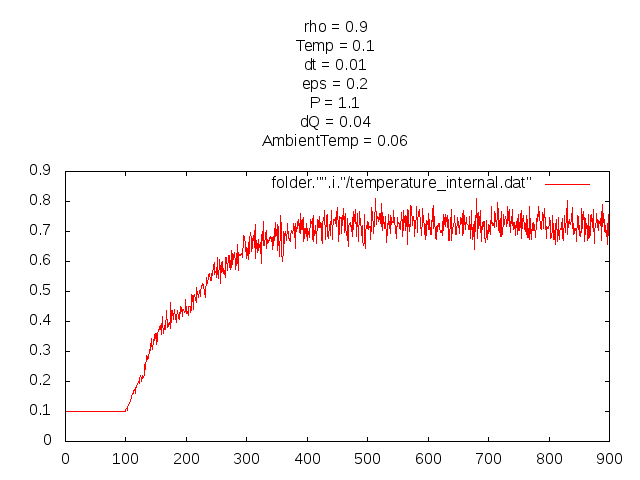 rho = 0.9
Temp = 0.1
dt = 0.01
eps = 0.2
P = 1.1
dQ = 0.04
AmbientTemp = 0.06
0.9
folder."".i."/temperature_internal.dat"
0.8
0.7
0.6
0.5
0.4
0.3
0.2
0.1
0
0 100 200 300 400 500 600 700 800 900